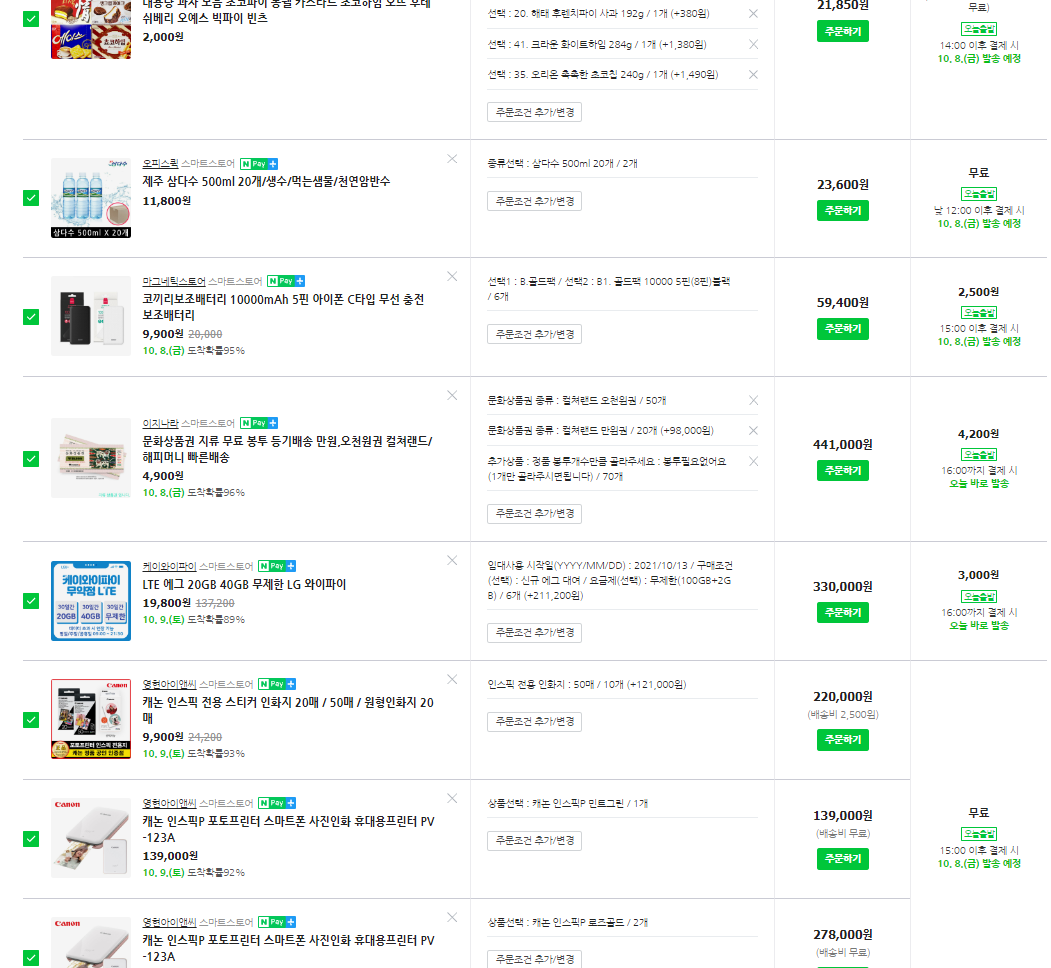 대용량 과자 모음 초코파이 몽쉘 카스타드 초코하임 오뜨 후레
쉬베리 오예스 빅파이 빈츠
2,000원
선택 : 20. 해태 후렌치파이 사과 192g / 1개 (+380원)
선택 : 41. 크라운 화이트하임 284g / 1개 (+1,380원)
선택 : 35. 오리온 촉촉한 초코칩 240g / 1개 (+1,490원)
주문조건 추가/변경
21,850원
주문하기
무료)
오늘출발
14:00 이후 결제 시
10. 8.(금) 발송 예정
오피스픽 스마트스토어 N Pay +
제주 삼다수 500ml 20개/생수/먹는샘물/천연암반수
11,800원
삼다수
삼다수 500ml X 20개
종류선택 : 삼다수 500ml 20개 / 2개
주문조건 추가/변경
23,600원
주문하기
무료
오늘출발
낮 12:00 이후 결제 시
10. 8.(금) 발송 예정
마그네틱스토어 스마트스토어 N Pay +
코끼리보조배터리 10000mAh 5핀 아이폰 C타입 무선 충전
보조배터리
9,900원 20,000
10. 8.(금) 도착확률95%
선택1 : B.골드팩 / 선택2 : B1. 골드팩 10000 5핀(8핀)블랙
/ 6개
주문조건 추가/변경
59,400원
주문하기
2,500원
오늘출발
15:00 이후 결제 시
10. 8.(금) 발송 예정
이지나라 스마트스토어 N Pay +
문화상품권 지류 무료 봉투 등기배송 만원,오천원권 컬쳐랜드/
해피머니 빠른배송
4,900원
10. 8.(금) 도착확률96%
문화상품권 종류 : 컬쳐랜드 오천원권 / 50개
문화상품권 종류 : 컬쳐랜드 만원권 / 20개 (+98,000원)
추가상품 : 정품 봉투개수만큼 골라주세요 : 봉투필요없어요
(1개만 골라주시면됩니다) / 70개
주문조건 추가/변경
441,000원
주문하기
4,200원
오늘출발
16:00까지 결제 시
오늘 바로 발송
케이와이파이 스마트스토어 N Pay +
LTE 에그 20GB 40GB 무제한 LG 와이파이
19,800원 137,200
10. 9.(토) 도착확률89%
케이와이파이
무약정 LTE
30일간 30일간 30일간
20GB 40GB 무제한
임대사용 시작일(YYYY/MM/DD) : 2021/10/13 / 구매조건
(선택) : 신규 에그 대여 / 요금제(선택) : 무제한(100GB+2G
B) / 6개 (+211,200원)
주문조건 추가/변경
330,000원
주문하기
3,000원
오늘출발
16:00까지 결제 시
오늘 바로 발송
영현아이앤씨 스마트스토어 N Pay +
캐논 인스픽 전용 스티커 인화지 20매 / 50매 / 원형인화지 20
매
9,900원 24,200
10. 9.(토) 도착확률93%
Canon
포토프린터 인스픽 전용지
캐논 정품 공인 인증점
인스픽 전용 인화지 : 50매 / 10개 (+121,000원)
주문조건 추가/변경
220,000원
(배송비 2,500원)
주문하기
영현아이앤씨 스마트스토어 N Pay +
캐논 인스픽P 포토프린터 스마트폰 사진인화 휴대용프린터 PV
-123A
139,000원
10. 9.(토) 도착확률92%
Canon
상품선택 : 캐논 인스픽P 민트그린 / 1개
주문조건 추가/변경
139,000원
(배송비 무료)
주문하기
무료
오늘출발
15:00 이후 결제 시
10. 8.(금) 발송 예정
영현아이앤씨 스마트스토어 N Pay +
캐논 인스픽P 포토프린터 스마트폰 사진인화 휴대용프린터 PV
-123A
Canon
상품선택 : 캐논 인스픽P 로즈골드 / 2개
주문조건 추가/변경
278,000원
(배송비 무료)